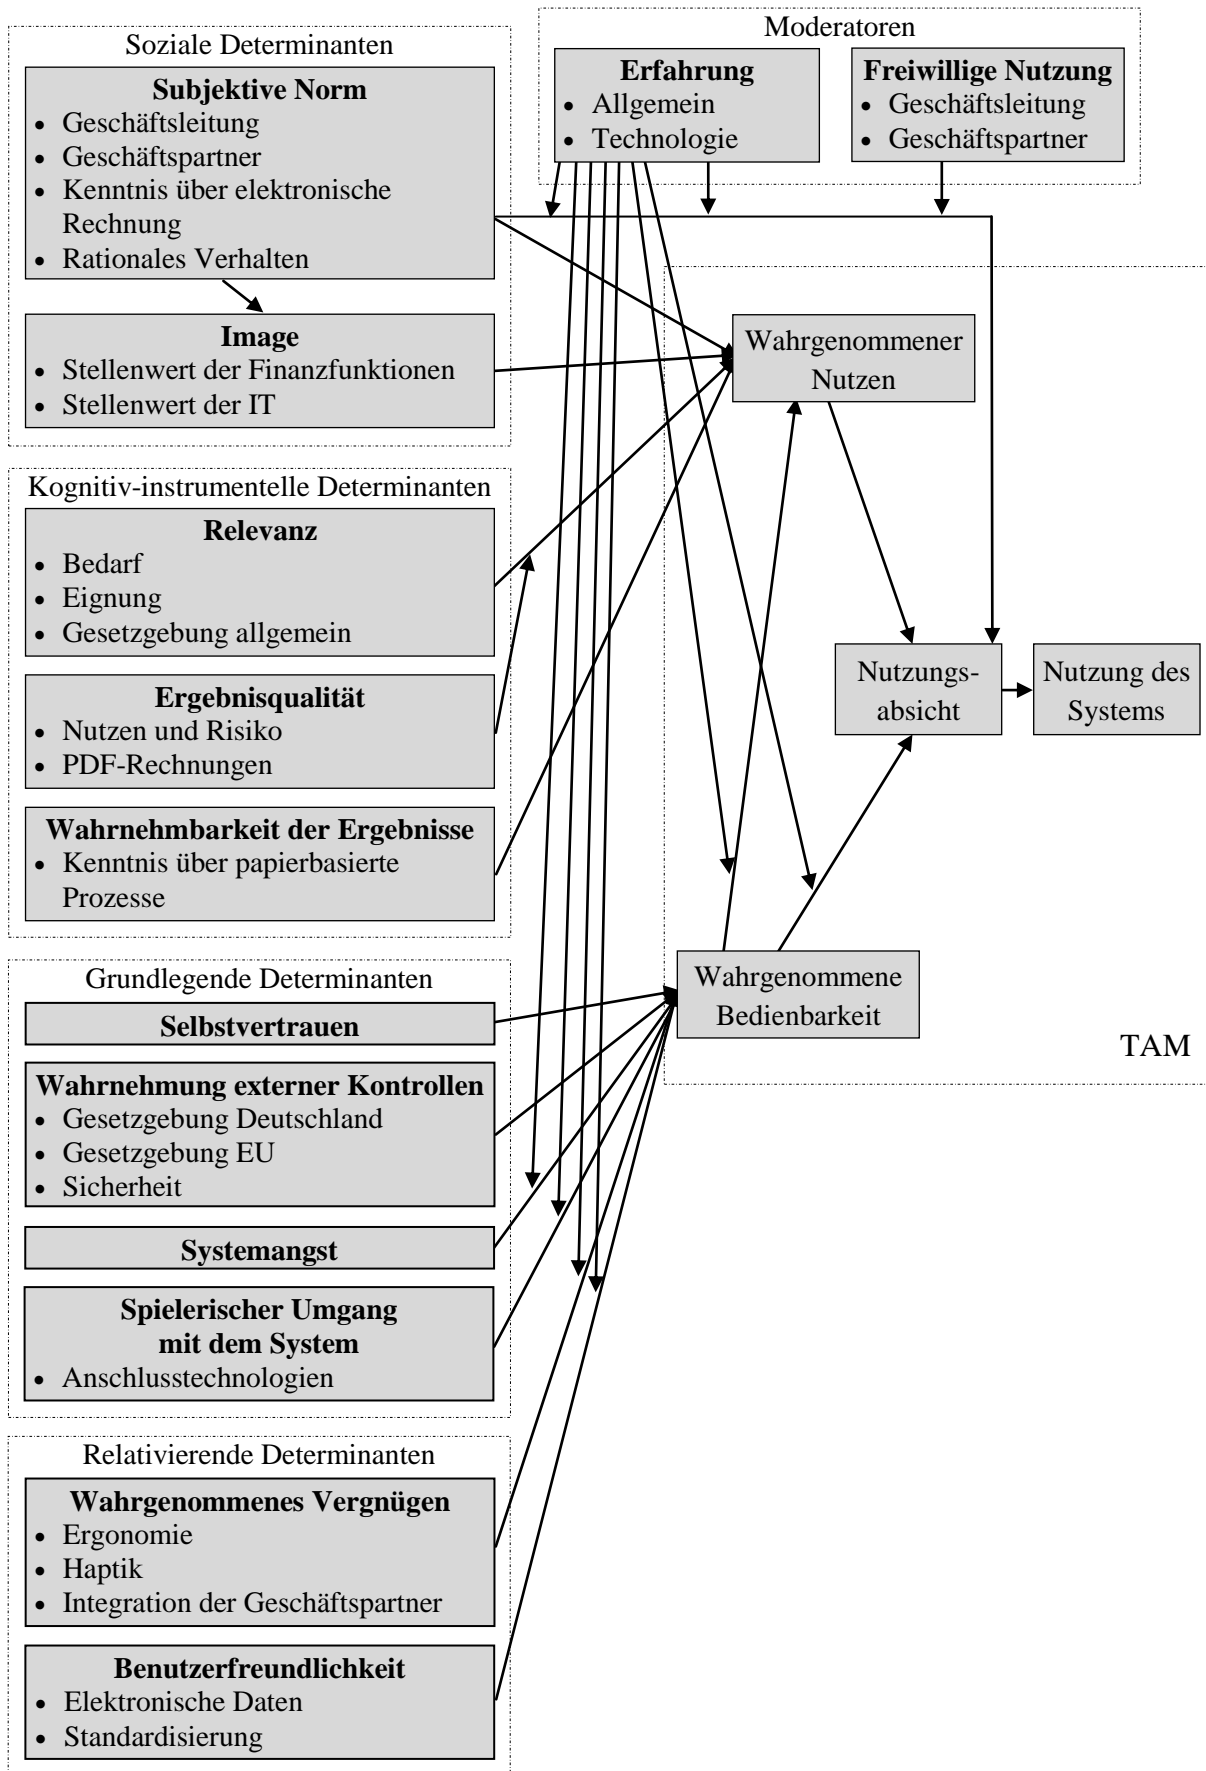 Soziale Determinanten
Subjektive Norm
• Geschäftsleitung
• Geschäftspartner
• Kenntnis über elektronische
Rechnung
• Rationales Verhalten
Image
• Stellenwert der Finanzfunktionen
• Stellenwert der IT
Moderatoren
Erfahrung
• Allgemein
• Technologie
Freiwillige Nutzung
• Geschäftsleitung
• Geschäftspartner
Kognitiv-instrumentelle Determinanten
Relevanz
• Bedarf
• Eignung
• Gesetzgebung allgemein
Ergebnisqualität
• Nutzen und Risiko
• PDF-Rechnungen
Wahrnehmbarkeit der Ergebnisse
• Kenntnis über papierbasierte
Prozesse
Wahrgenommener
Nutzen
Nutzungs-
absicht
Nutzung des
Systems
Wahrgenommene
Bedienbarkeit
TAM
Grundlegende Determinanten
Selbstvertrauen
Wahrnehmung externer Kontrollen
• Gesetzgebung Deutschland
• Gesetzgebung EU
• Sicherheit
Systemangst
Spielerischer Umgang
mit dem System
• Anschlusstechnologien
Relativierende Determinanten
Wahrgenommenes Vergnügen
• Ergonomie
• Haptik
• Integration der Geschäftspartner
Benutzerfreundlichkeit
• Elektronische Daten
• Standardisierung